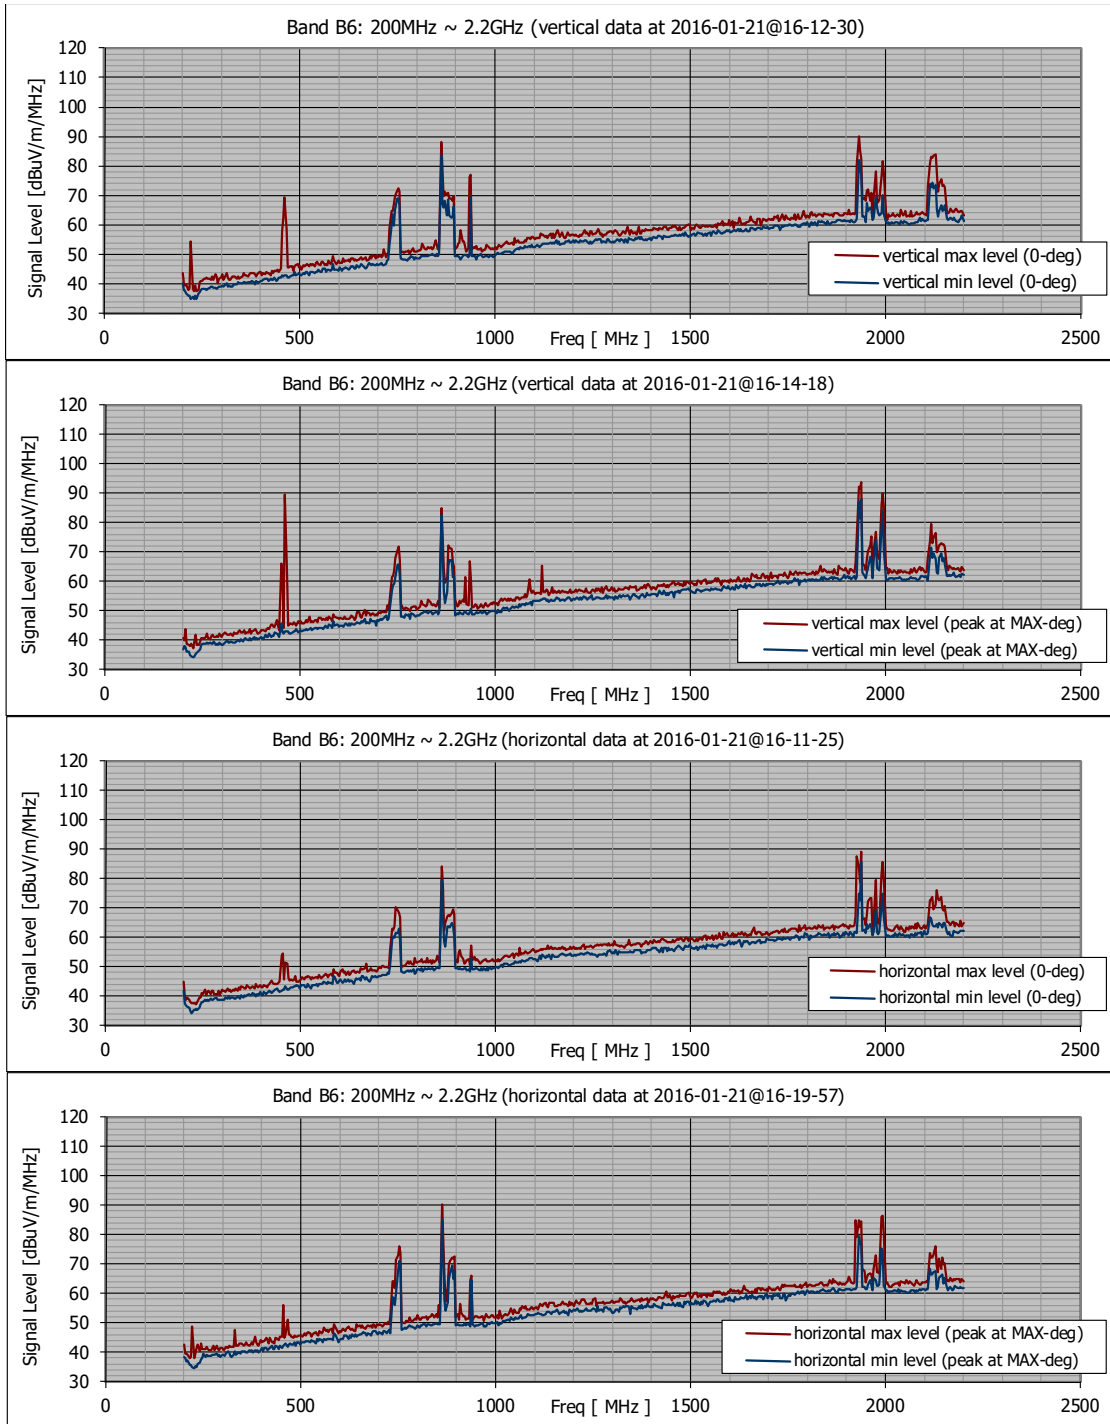 Band B6: 200MHz ~ 2.2GHz (vertical data at 2016-01-21@16-12-30)
Signal Level [dBuV/m/MHz]
120
110
100
90
80
70
60
50
40
30
vertical max level (0-deg)
vertical min level (0-deg)
0 500 1000 1500 2000 2500
Freq [ MHz ]
Band B6: 200MHz ~ 2.2GHz (vertical data at 2016-01-21@16-14-18)
Signal Level [dBuV/m/MHz]
120
110
100
90
80
70
60
50
40
30
vertical max level (peak at MAX-deg)
vertical min level (peak at MAX-deg)
0 500 1000 1500 2000 2500
Freq [ MHz ]
Band B6: 200MHz ~ 2.2GHz (horizontal data at 2016-01-21@16-11-25)
Signal Level [dBuV/m/MHz]
120
110
100
90
80
70
60
50
40
30
horizontal max level (0-deg)
horizontal min level (0-deg)
0 500 1000 1500 2000 2500
Freq [ MHz ]
Band B6: 200MHz ~ 2.2GHz (horizontal data at 2016-01-21@16-19-57)
Signal Level [dBuV/m/MHz]
120
110
100
90
80
70
60
50
40
30
horizontal max level (peak at MAX-deg)
horizontal min level (peak at MAX-deg)
0 500 1000 1500 2000 2500
Freq [ MHz ]